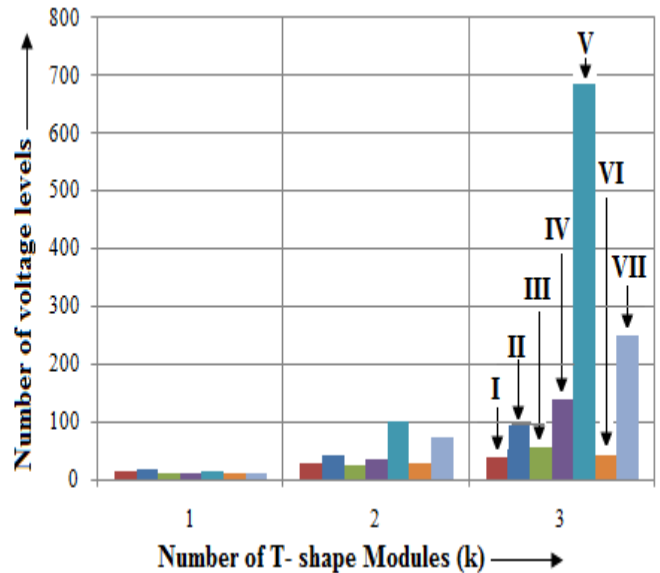 Number of voltage levels
800
700
600
500
400
300
200
100
0
I
II
III
IV
V
VI
VII
1
2
3
Number of T- shape Modules (k)